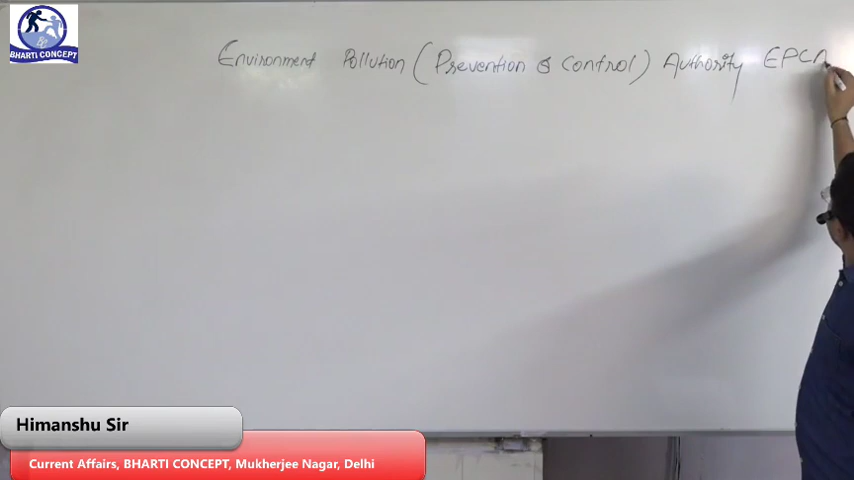 BHARTI CONCEPT
Environment Pollution (Prevention & Control) Authority EPCA
Himanshu Sir
Current Affairs, BHARTI CONCEPT, Mukherjee Nagar, Delhi